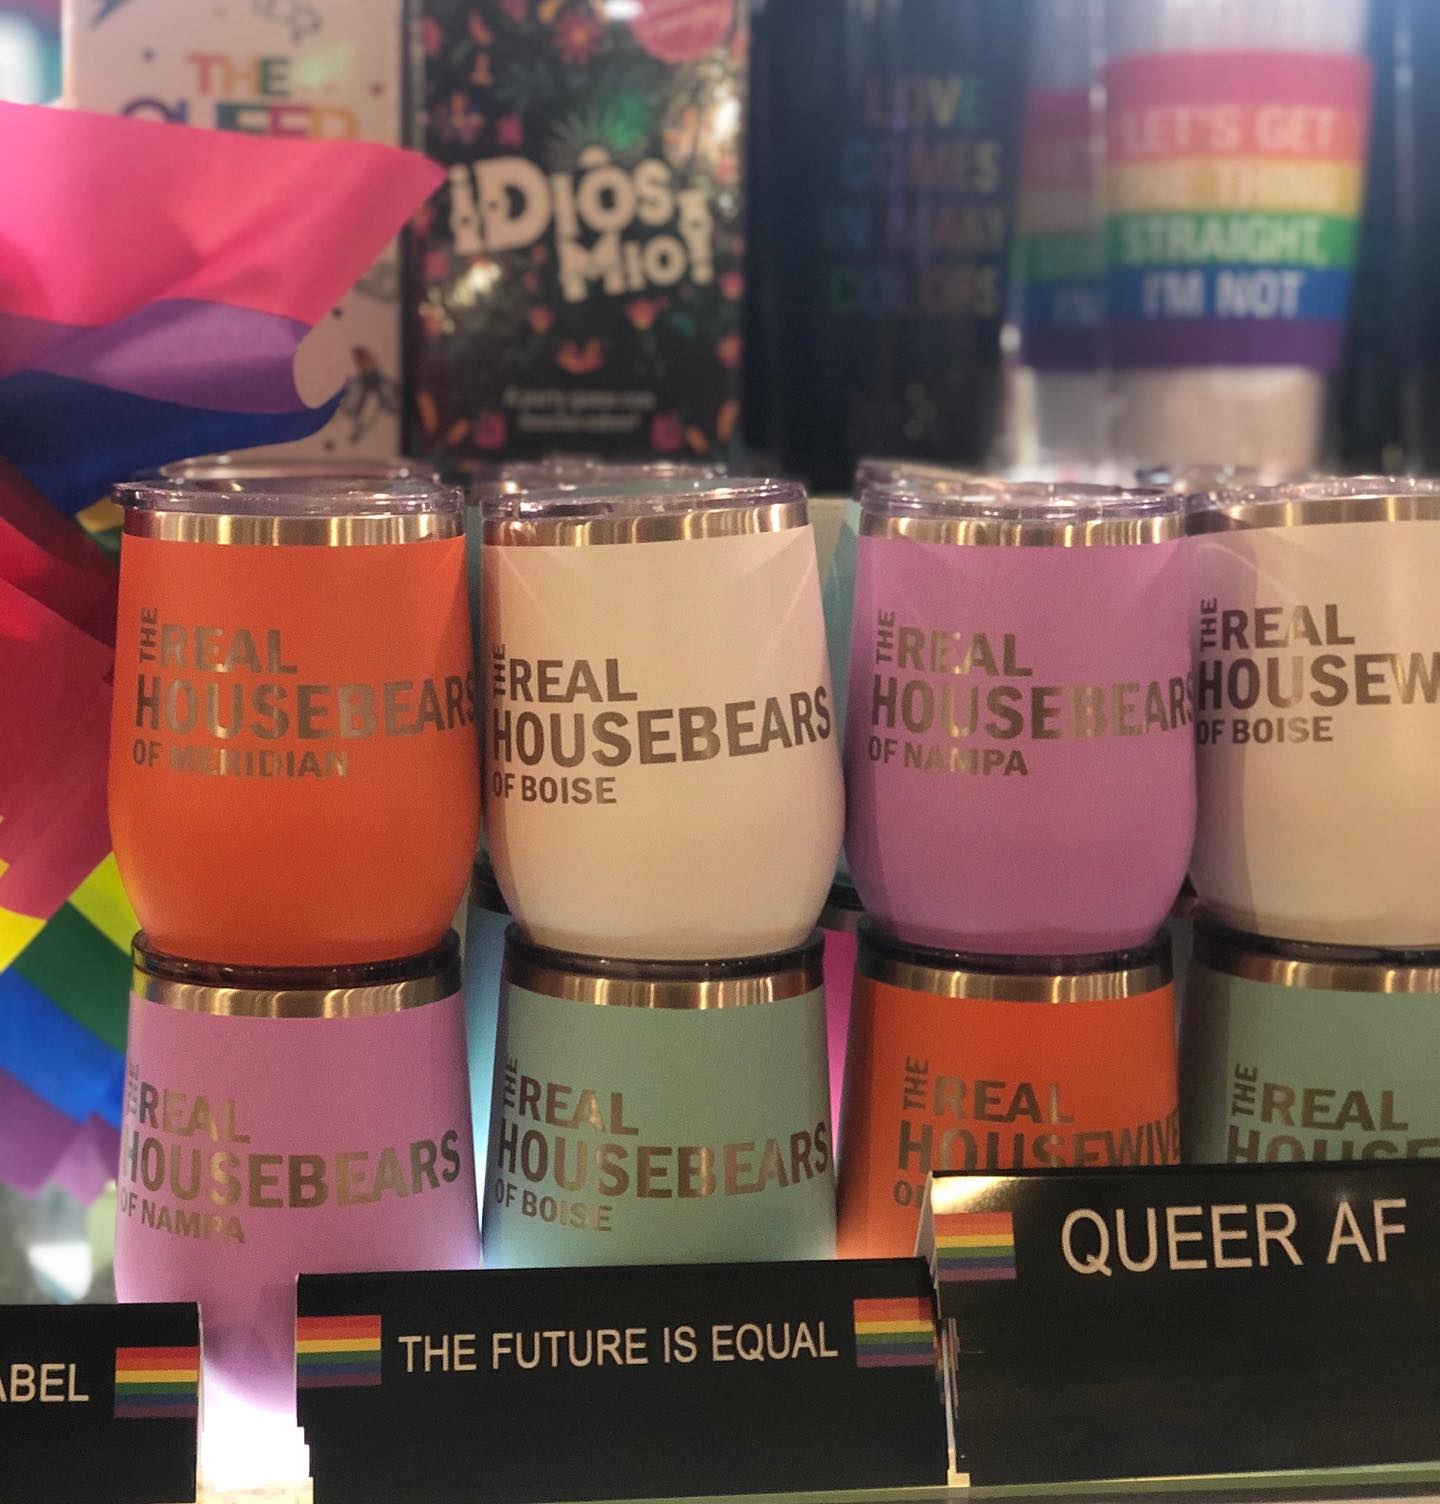 THE
QUEER
¡DIOS
MIO!
LOVE
COMES
IN MANY
COLORS
LET'S GET
ONE THING
STRAIGHT,
I'M NOT
THE REAL
HOUSEBEARS
OF MERIDIAN
THE REAL
HOUSEBEARS
OF BOISE
THE REAL
HOUSEBEARS
OF NAMPA
THE REAL
HOUSEW
OF BOISE
THE REAL
HOUSEBEARS
OF NAMPA
THE REAL
HOUSEBEARS
OF BOISE
THE REAL
HOUSEWIVE
THE REAL
HOUSE
ABEL
THE FUTURE IS EQUAL
QUEER AF